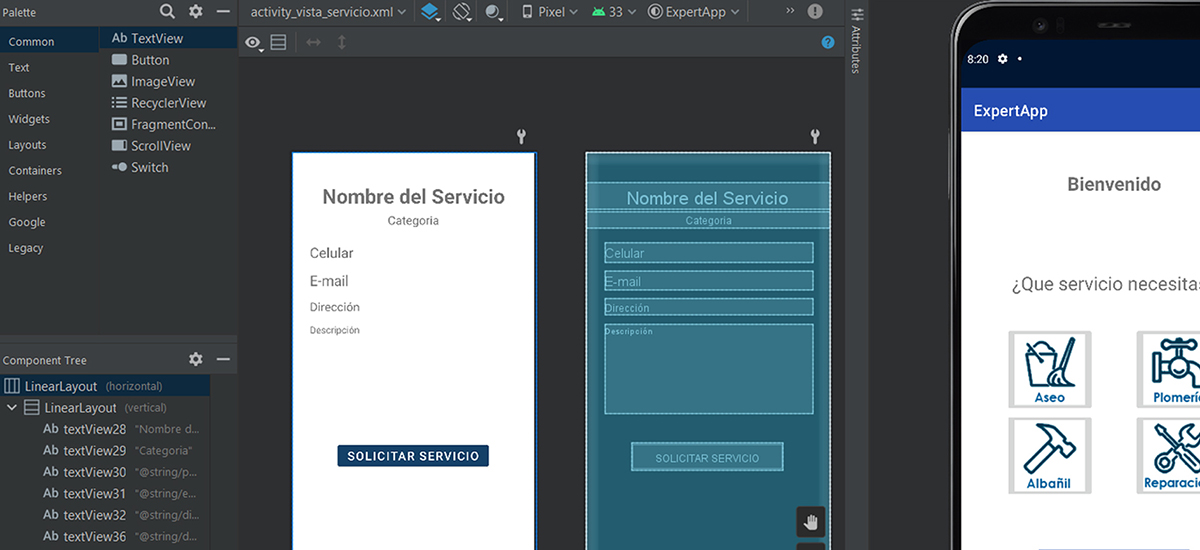 Palette
Common
Text
Buttons
Widgets
Layouts
Containers
Helpers
Google
Legacy
Ab TextView
Button
ImageView
RecyclerView
FragmentCon...
ScrollView
Switch
Component Tree
LinearLayout (horizontal)
LinearLayout (vertical)
Ab textView28 "Nombre d...
Ab textView29 "Categoria"
Ab textView30 "@string/p...
Ab textView31 "@string/e...
Ab textView32 "@string/di...
Ab textView36 "@string/d...
activity_vista_servicio.xml
Pixel
33
ExpertApp
Attributes
Nombre del Servicio
Categoria
Celular
E-mail
Dirección
Descripción
SOLICITAR SERVICIO
Nombre del Servicio
Categoria
Celular
E-mail
Dirección
Descripción
SOLICITAR SERVICIO
8:20
ExpertApp
Bienvenido
¿Que servicio necesitas
Aseo
Plomerí
Albañil
Reparaci